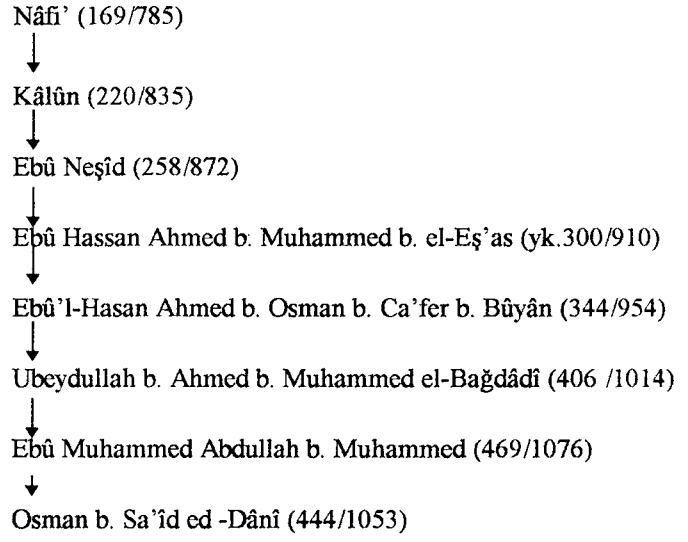 Nâfi’ (169/785)
Kâlûn (220/835)
Ebû Neşîd (258/872)
Ebû Hassan Ahmed b. Muhammed b. el-Eş’as (yk.300/910)
Ebû’l-Hasan Ahmed b. Osman b. Ca’fer b. Bûyân (344/954)
Ubeydullah b. Ahmed b. Muhammed el-Bağdâdî (406 /1014)
Ebû Muhammed Abdullah b. Muhammed (469/1076)
Osman b. Sa’îd ed -Dânî (444/1053)